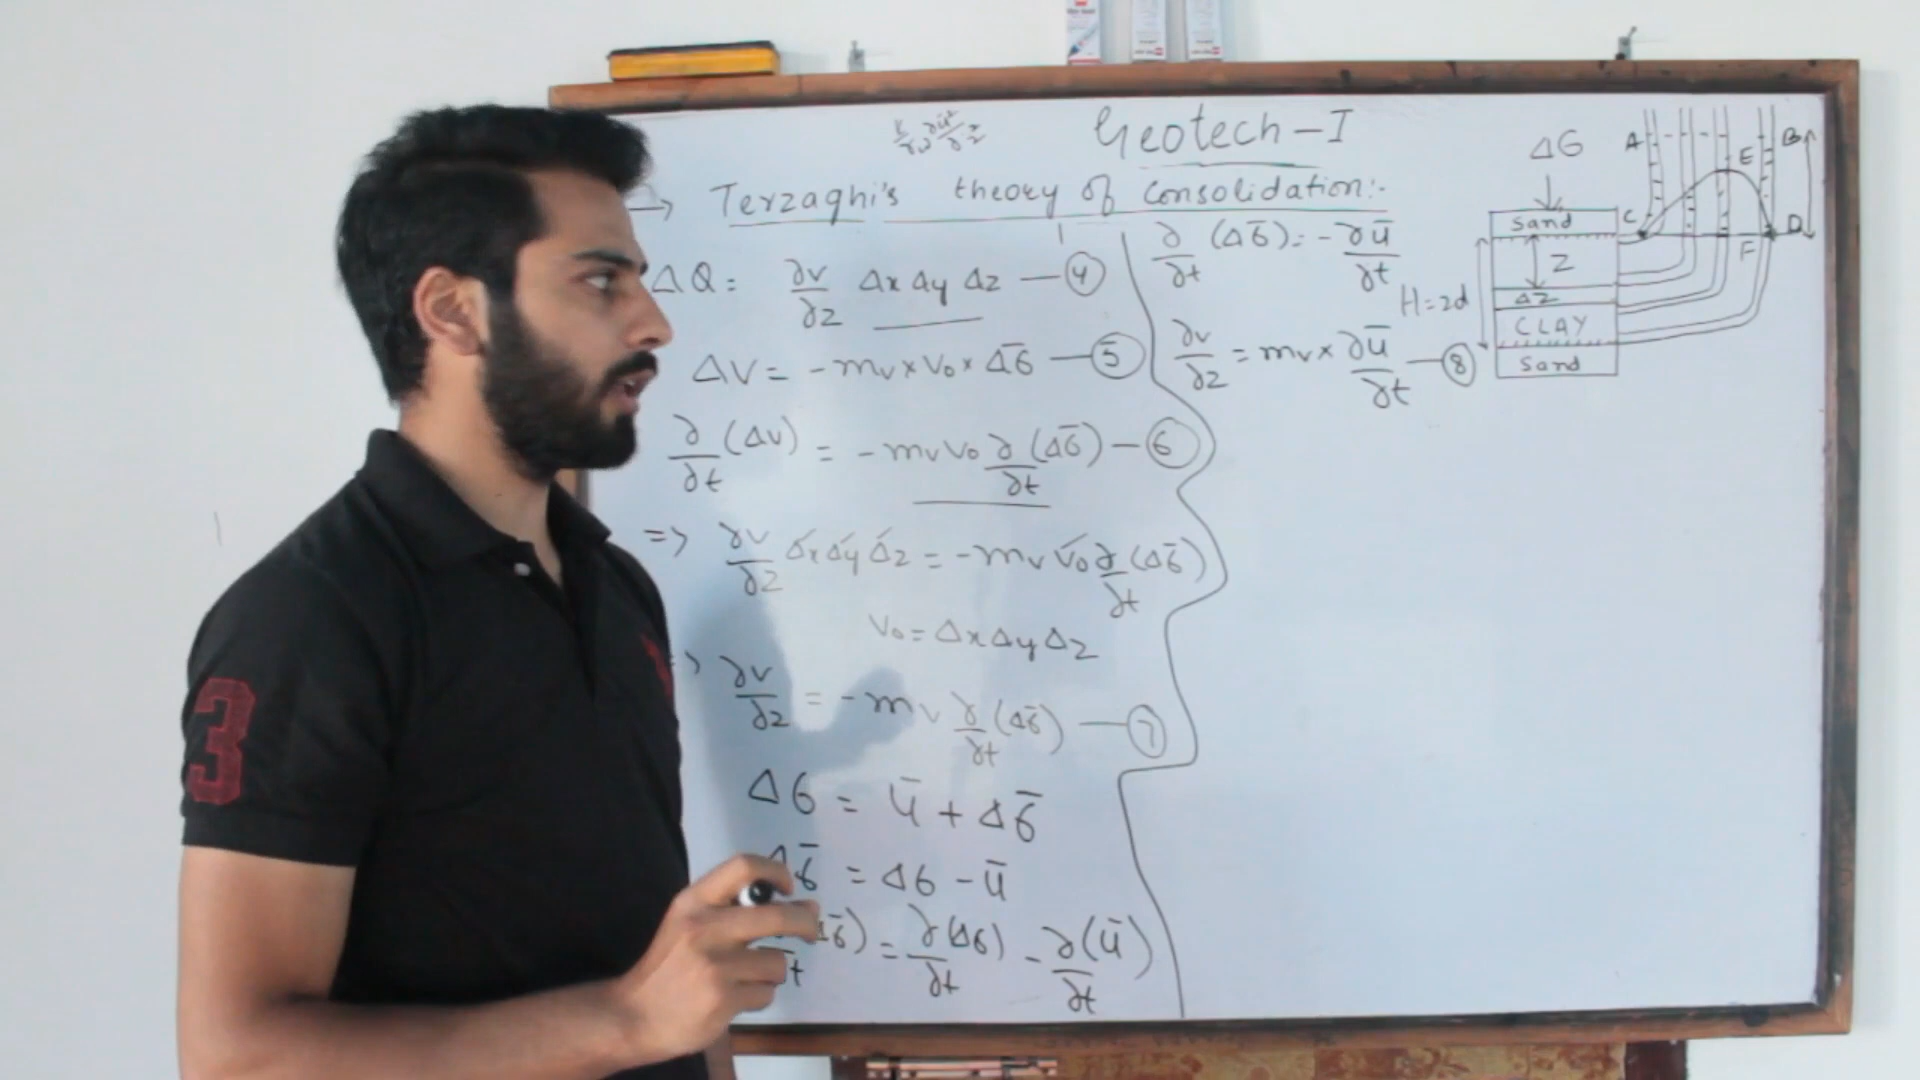 Geotech-I
→ Terzaghi's theory of consolidation:-
ΔQ = ∂v/∂z Δx Δy Δz — ④
ΔV = -mv × V₀ × Δσ̄ — ⑤
∂/∂t (ΔV) = -mv V₀ ∂/∂t (Δσ̄) — ⑥
=> ∂v/∂z Δx Δy Δz = -mv V₀ ∂/∂t (Δσ̄)
V₀ = Δx Δy Δz
=> ∂v/∂z = -mv ∂/∂t (Δσ̄) — ⑦
Δσ = ū + Δσ̄
Δσ̄ = Δσ - ū
Δσ̄) = ∂/∂t (Δσ) - ∂/∂t (ū)
∂/∂t (Δσ̄) = -∂ū/∂t
∂v/∂z = mv × ∂ū/∂t — ⑧
Δσ
Sand
Z
ΔZ
CLAY
Sand
H=2d
A
B
C
D
E
F
3